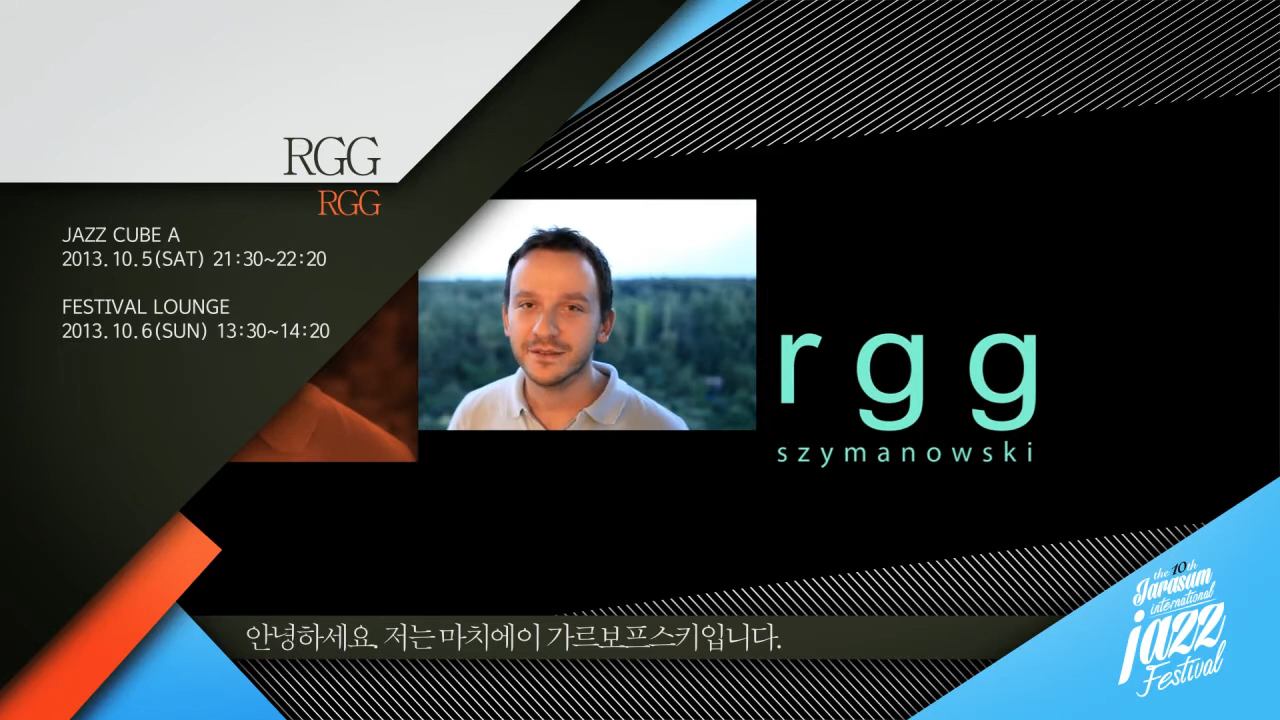 RGG
RGG
JAZZ CUBE A
2013.10.5(SAT) 21:30~22:20
FESTIVAL LOUNGE
2013.10.6(SUN) 13:30~14:20
rgg
szymanowski
안녕하세요. 저는 마치에이 가르보프스키입니다.
the 10th
Jarasum
international
jazz
Festival